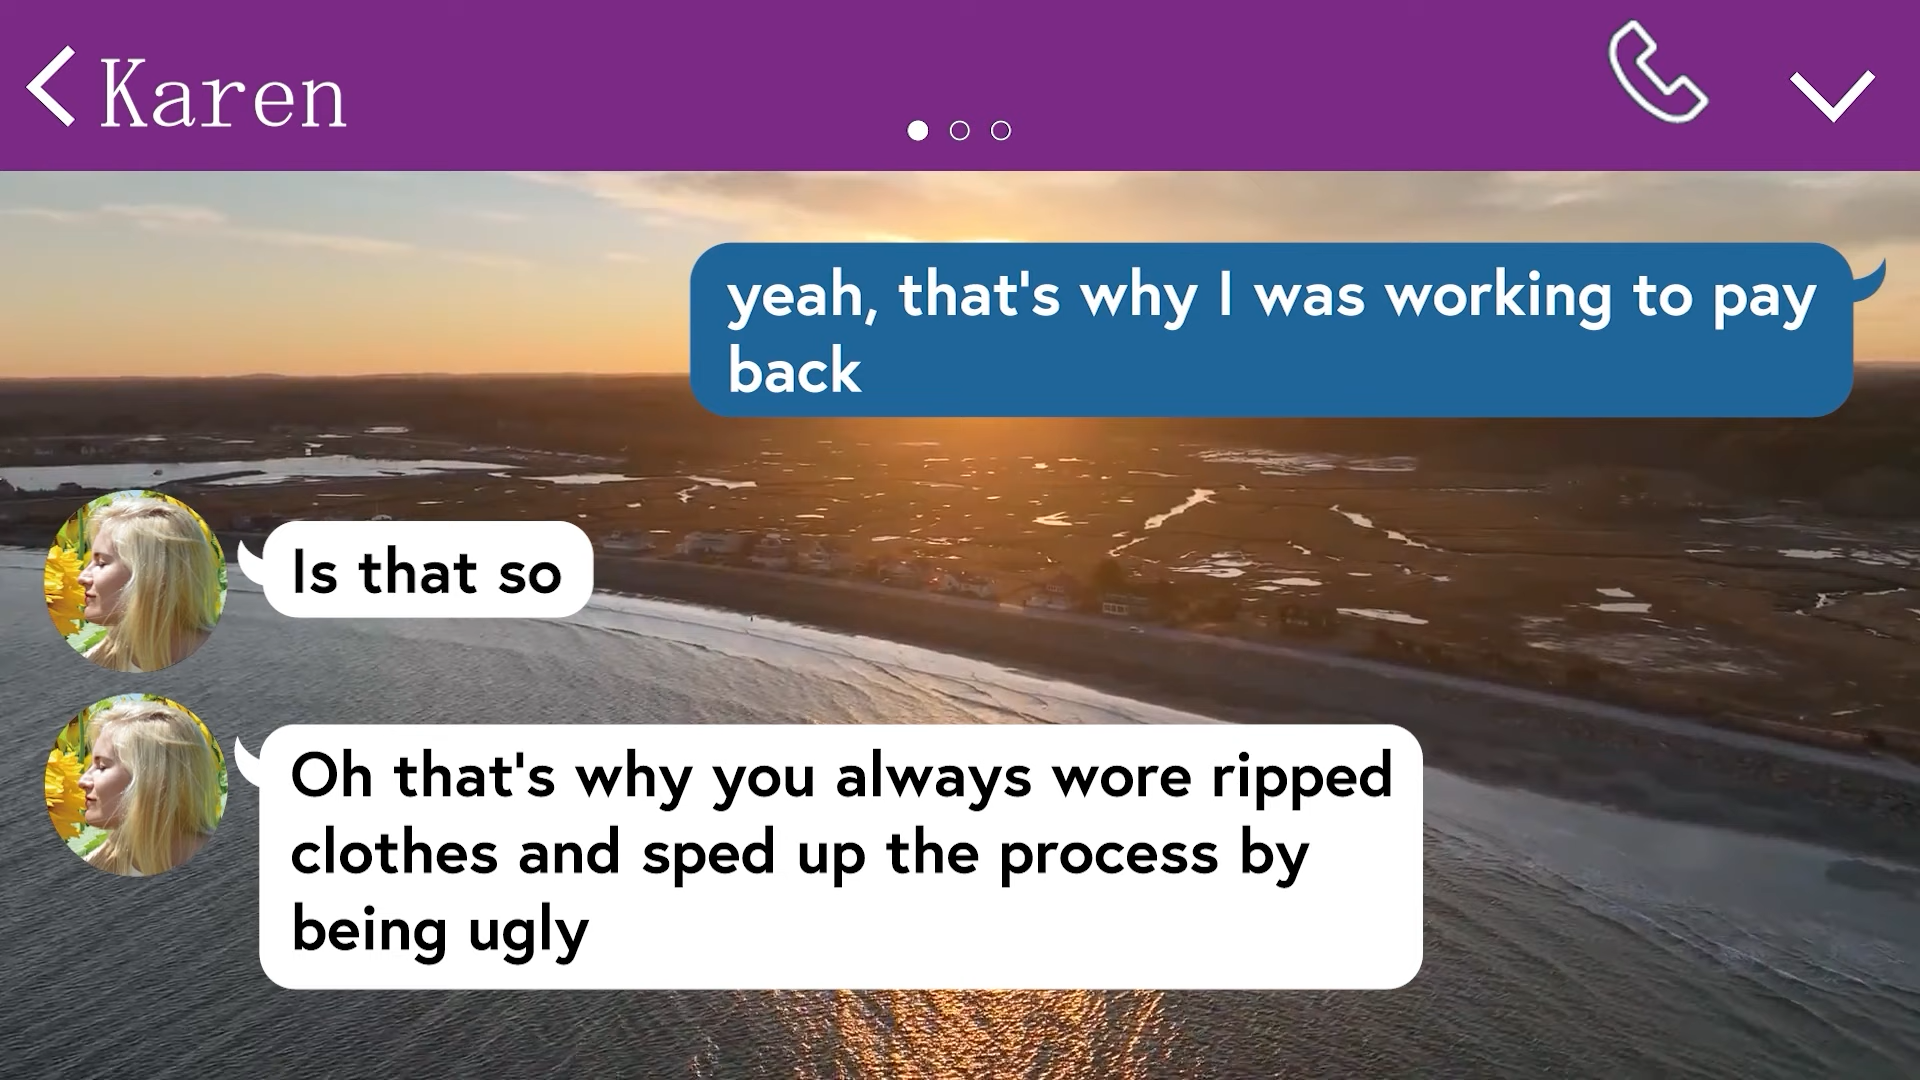 Karen
yeah, that's why I was working to pay
back
Is that so
Oh that's why you always wore ripped
clothes and sped up the process by
being ugly